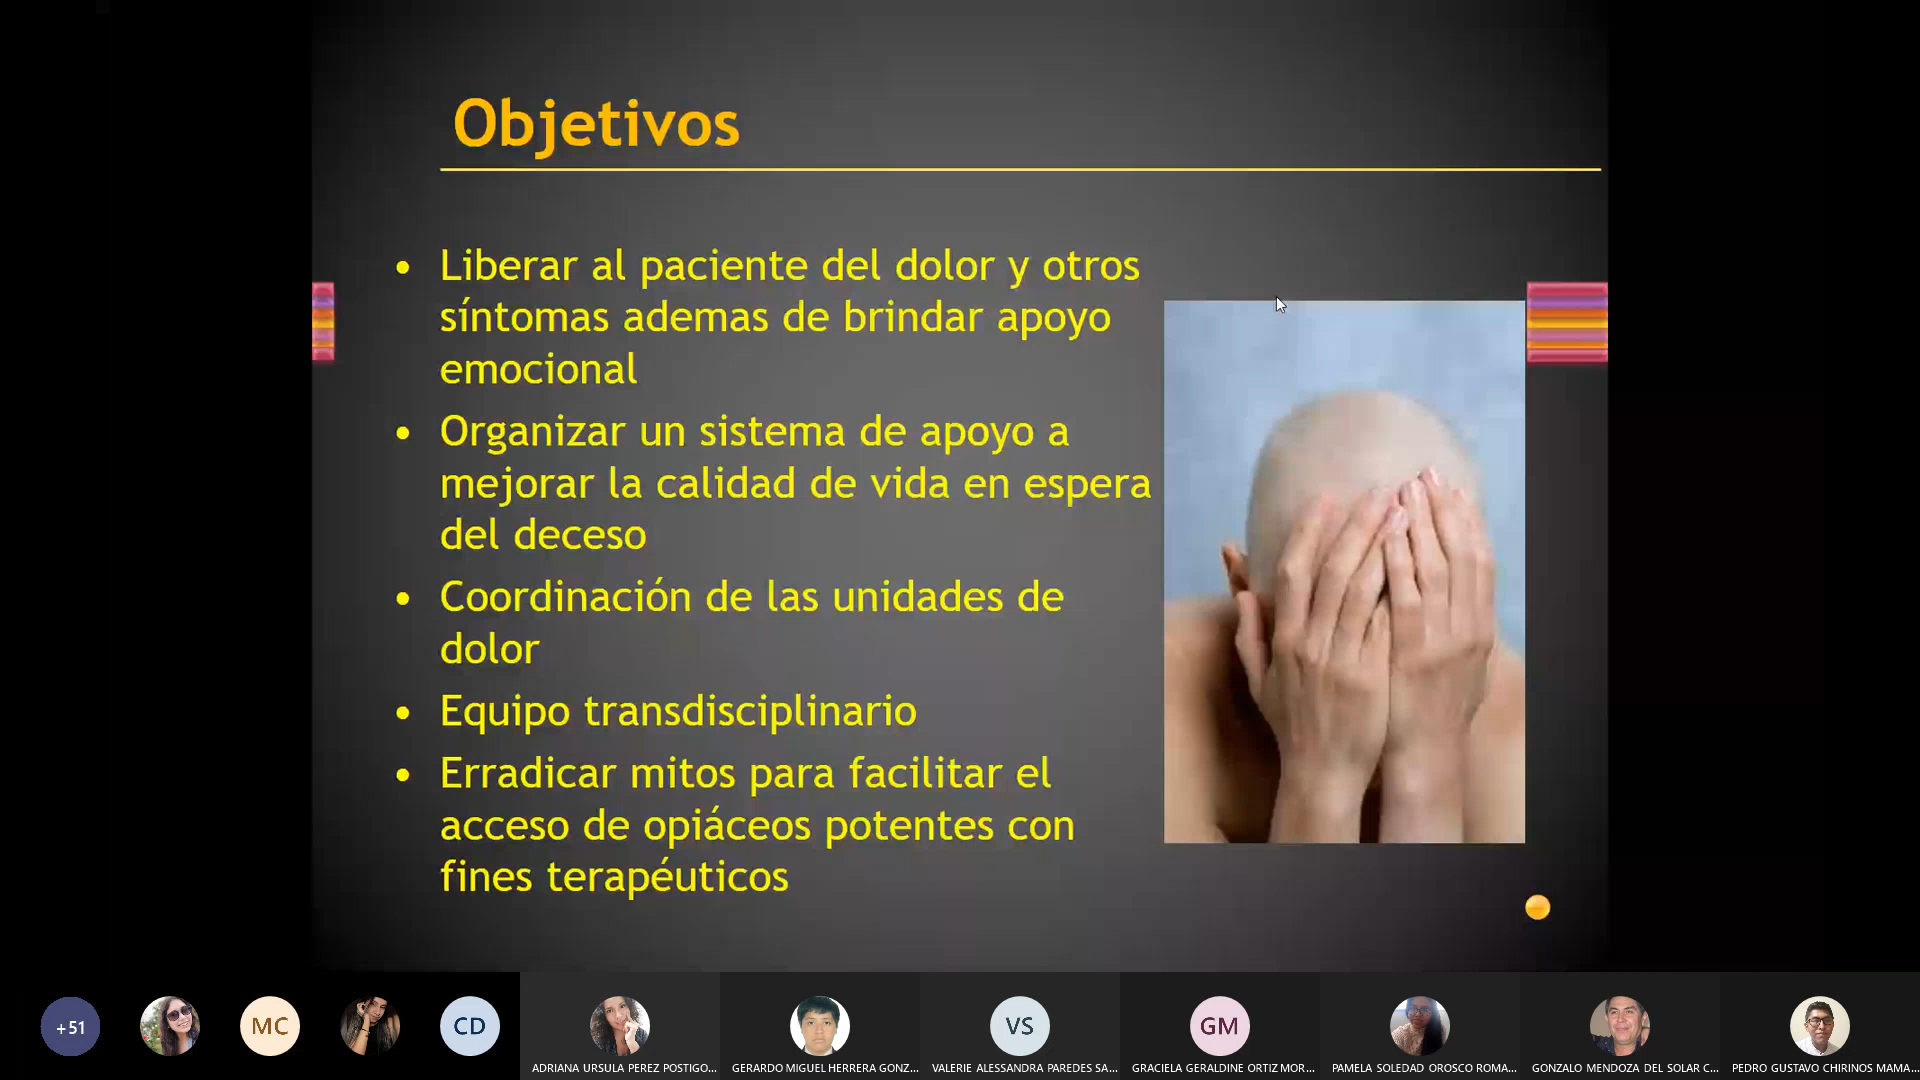 Objetivos
• Liberar al paciente del dolor y otros
síntomas ademas de brindar apoyo
emocional
• Organizar un sistema de apoyo a
mejorar la calidad de vida en espera
del deceso
• Coordinación de las unidades de
dolor
• Equipo transdisciplinario
• Erradicar mitos para facilitar el
acceso de opiáceos potentes con
fines terapéuticos
+51
MC
CD
VS
GM
ADRIANA URSULA PEREZ POSTIGO...
GERARDO MIGUEL HERRERA GONZ...
VALERIE ALESSANDRA PAREDES SA...
GRACIELA GERALDINE ORTIZ MOR...
PAMELA SOLEDAD OROSCO ROMA...
GONZALO MENDOZA DEL SOLAR C...
PEDRO GUSTAVO CHIRINOS MAMA...